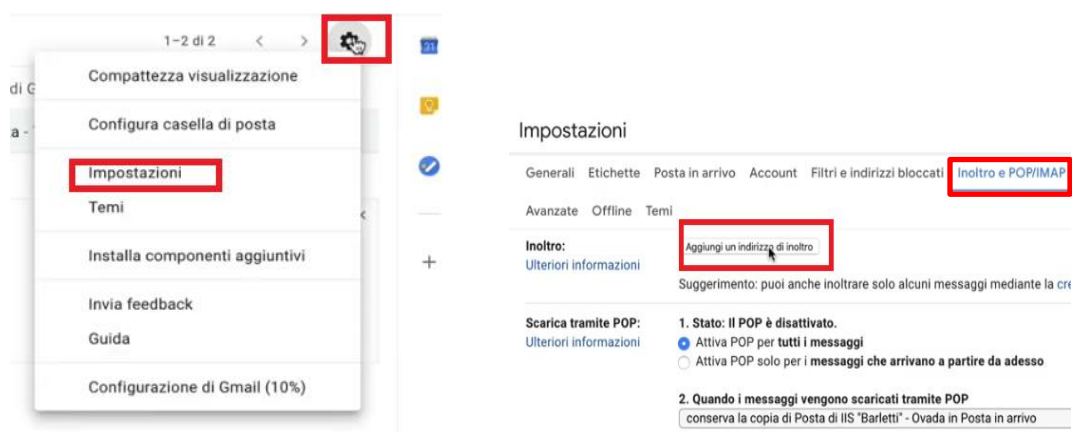 1–2 di 2
di G
Compattezza visualizzazione
Configura casella di posta
a -
Impostazioni
Temi
Installa componenti aggiuntivi
Invia feedback
Guida
Configurazione di Gmail (10%)
31
Impostazioni
Generali Etichette Posta in arrivo Account Filtri e indirizzi bloccati Inoltro e POP/IMAP
Avanzate Offline Temi
Inoltro:
Aggiungi un indirizzo di inoltro
Ulteriori informazioni
Suggerimento: puoi anche inoltrare solo alcuni messaggi mediante la cre
Scarica tramite POP:
Ulteriori informazioni
1. Stato: Il POP è disattivato.
Attiva POP per tutti i messaggi
Attiva POP solo per i messaggi che arrivano a partire da adesso
2. Quando i messaggi vengono scaricati tramite POP
conserva la copia di Posta di IIS "Barletti" - Ovada in Posta in arrivo